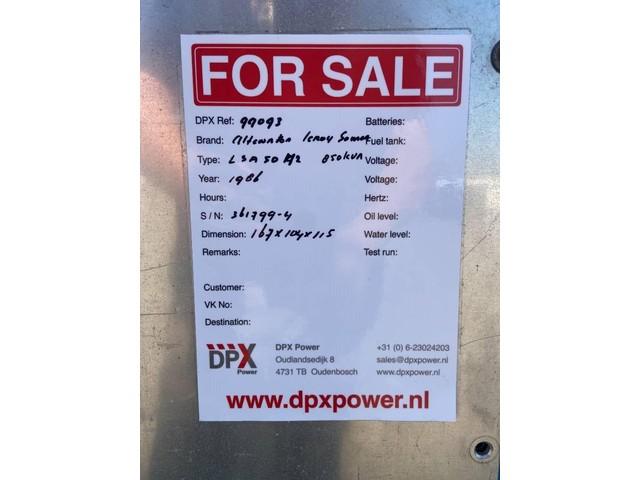 FOR SALE
DPX Ref: 99093 Batteries:
Brand: Alternator Leroy Somer Fuel tank:
Type: LSA 50 850KVA Voltage:
Year: 1986 Voltage:
Hours: Hertz:
S / N: 361799-4 Oil level:
Dimension: 167x104x115 Water level:
Remarks: Test run:
Customer:
VK No:
Destination:
DPX Power
DPX Power +31 (0) 6-23024203
Oudlandsedijk 8 sales@dpxpower.nl
4731 TB Oudenbosch www.dpxpower.nl
www.dpxpower.nl